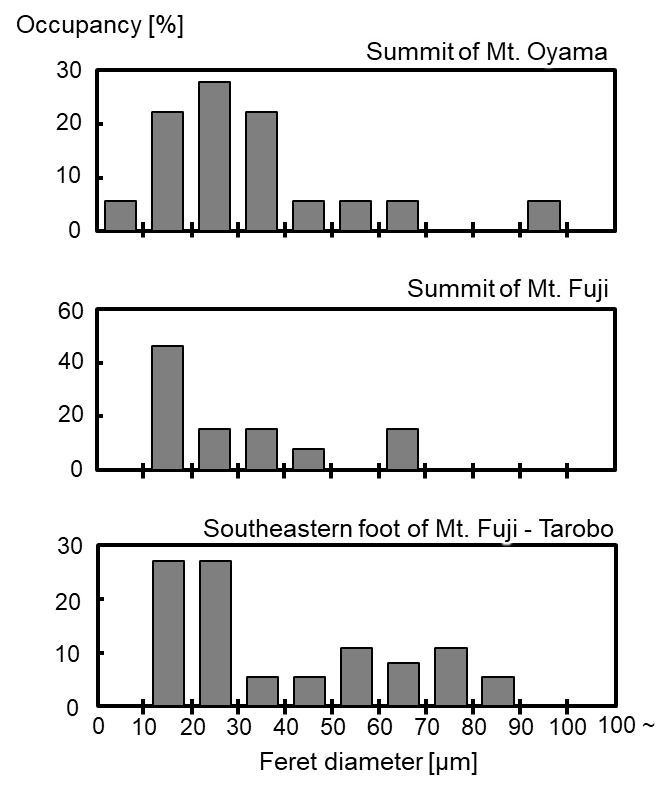 Occupancy [%]
Summit of Mt. Oyama
30
20
10
0
Summit of Mt. Fuji
60
40
20
0
Southeastern foot of Mt. Fuji - Tarobo
30
20
10
0
0 10 20 30 40 50 60 70 80 90 100 100 ~
Feret diameter [µm]